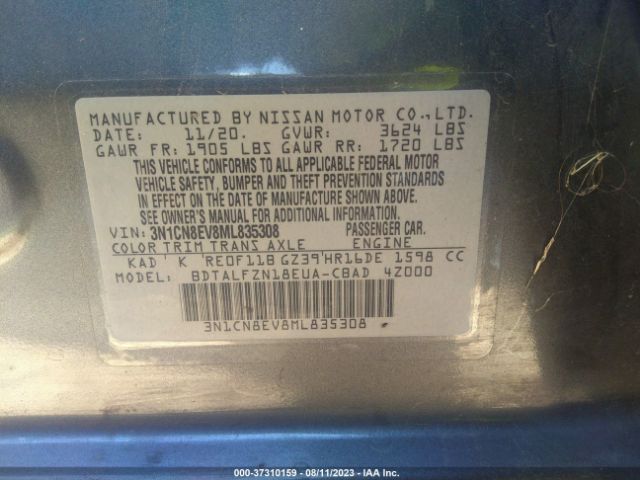 MANUFACTURED BY NISSAN MOTOR CO.,LTD.
DATE: 11/20. GVWR: 3624 LBS
GAWR FR: 1905 LBS GAWR RR: 1720 LBS
THIS VEHICLE CONFORMS TO ALL APPLICABLE FEDERAL MOTOR
VEHICLE SAFETY, BUMPER AND THEFT PREVENTION STANDARDS
IN EFFECT ON THE DATE OF MANUFACTURE SHOWN ABOVE.
SEE OWNER'S MANUAL FOR ADDITIONAL INFORMATION.
VIN: 3N1CN8EV8ML835308 PASSENGER CAR.
COLOR TRIM TRANS AXLE ENGINE
KAD ' K 'RE0F11B GZ39'HR16DE 1598 CC
MODEL: BDTALFZN18EUA-CBAD 4Z000
3N1CN8EV8ML835308
000-37310159 - 08/11/2023 - IAA Inc.